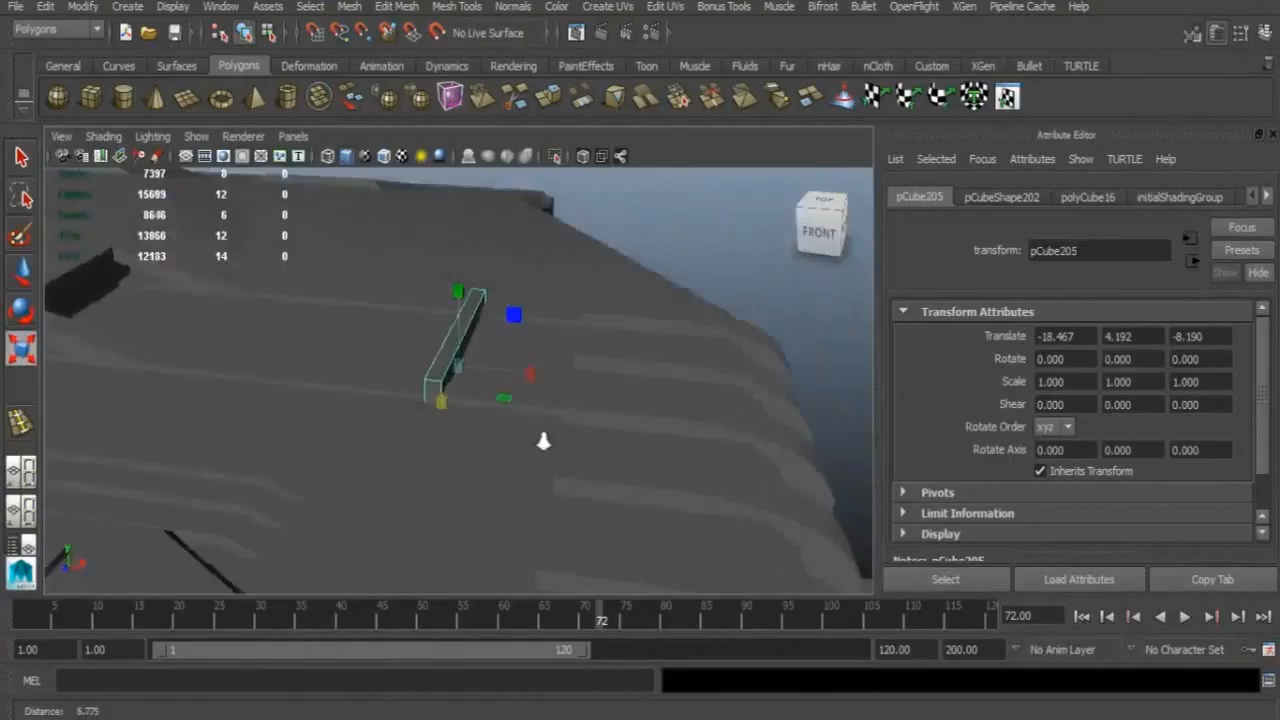 File Edit Modify Create Display Window Assets Select Mesh Edit Mesh Mesh Tools Normals Color Create UVs Edit UVs Bonus Tools Muscle Bifrost Bullet OpenFlight XGen Pipeline Cache Help
Polygons No Live Surface
General Curves Surfaces Polygons Deformation Animation Dynamics Rendering PaintEffects Toon Muscle Fluids Fur nHair nCloth Custom XGen Bullet TURTLE
Attribute Editor
View Shading Lighting Show Renderer Panels
List Selected Focus Attributes Show TURTLE Help
7397 8 0
15699 12 0
8646 6 0
13866 12 0
12183 14 0
TOP
FRONT
pCube205 pCubeShape202 polyCube16 initialShadingGroup
Focus
transform: pCube205 Presets
Show Hide
Transform Attributes
Translate -18.467 4.192 -8.190
Rotate 0.000 0.000 0.000
Scale 1.000 1.000 1.000
Shear 0.000 0.000 0.000
Rotate Order xyz
Rotate Axis 0.000 0.000 0.000
Inherits Transform
Pivots
Limit Information
Display
Notes: pCube205
Select Load Attributes Copy Tab
y
5 10 15 20 25 30 35 40 45 50 55 60 65 70 75 80 85 90 95 100 105 110 115 12
72 72.00
1.00 1.00 1 120 120.00 200.00 No Anim Layer No Character Set
MEL
Distance: 6.775